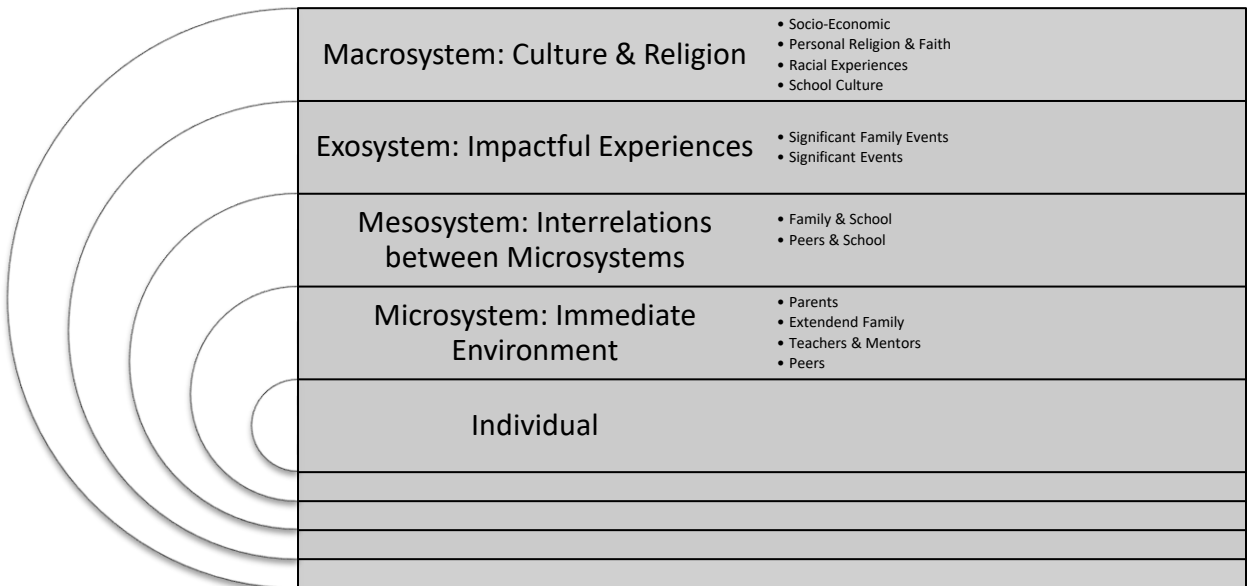 Macrosystem: Culture & Religion
• Socio-Economic
• Personal Religion & Faith
• Racial Experiences
• School Culture
Exosystem: Impactful Experiences
• Significant Family Events
• Significant Events
Mesosystem: Interrelations
between Microsystems
• Family & School
• Peers & School
Microsystem: Immediate
Environment
• Parents
• Extendend Family
• Teachers & Mentors
• Peers
Individual